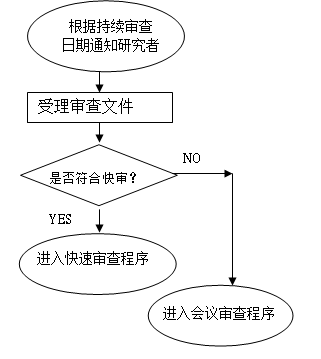 根据持续审查
日期通知研究者
受理审查文件
是否符合快审？
NO
YES
进入快速审查程序
进入会议审查程序